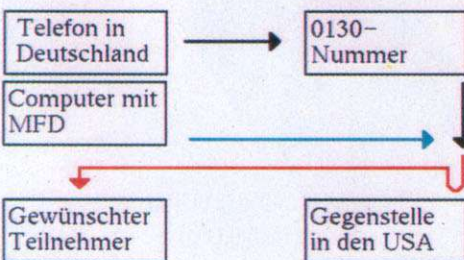 Telefon in
Deutschland
0130-
Nummer
Computer mit
MFD
Gewünschter
Teilnehmer
Gegenstelle
in den USA